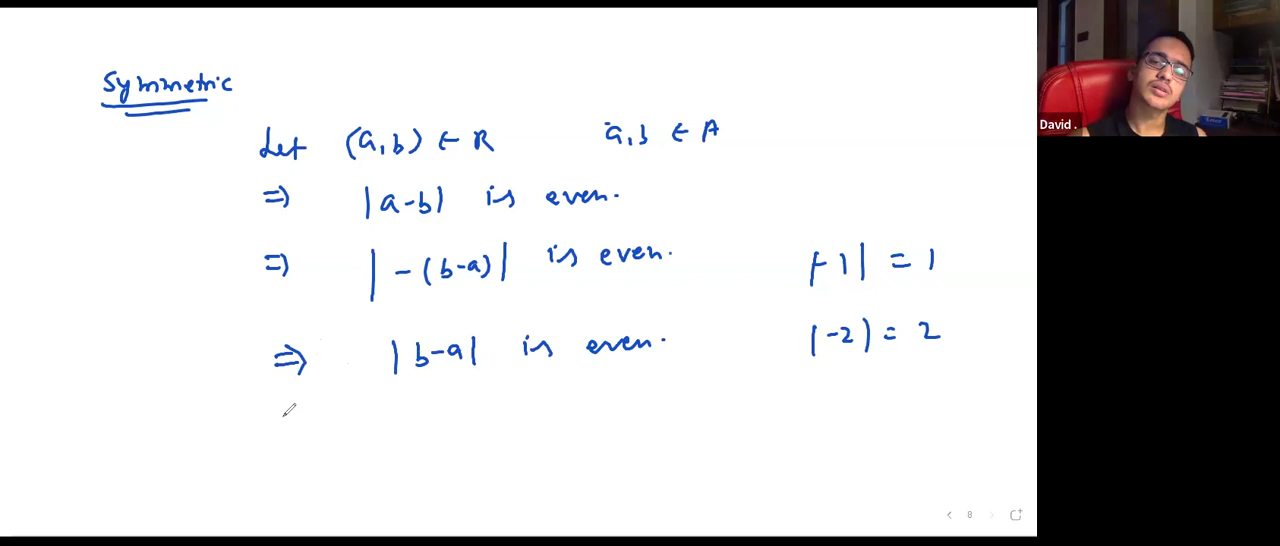 Symmetric
Let (a,b) ∈ R a,b ∈ A
⇒ |a-b| is even.
⇒ |-(b-a)| is even. |-1| = 1
⇒ |b-a| is even. |-2| = 2
David .
8